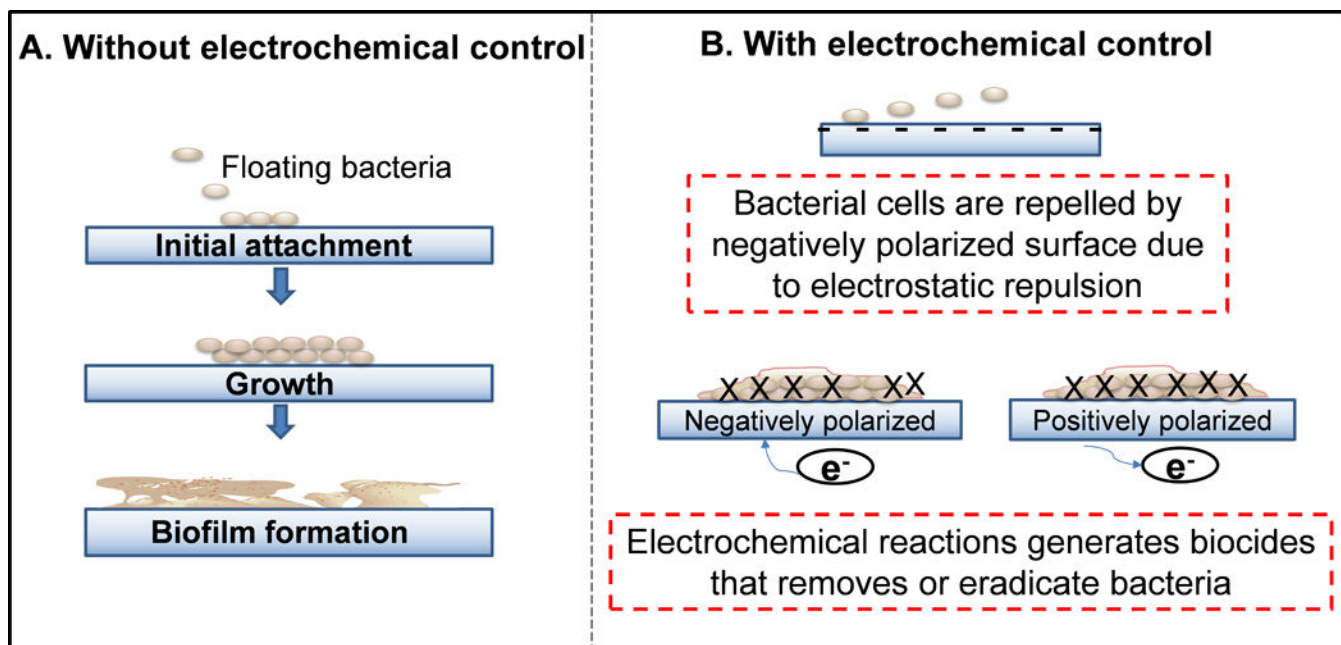 A. Without electrochemical control
Floating bacteria
Initial attachment
Growth
Biofilm formation
B. With electrochemical control
- - - - - - - -
Bacterial cells are repelled by
negatively polarized surface due
to electrostatic repulsion
X X X X X X
Negatively polarized
e-
X X X X X X
Positively polarized
e-
Electrochemical reactions generates biocides
that removes or eradicate bacteria